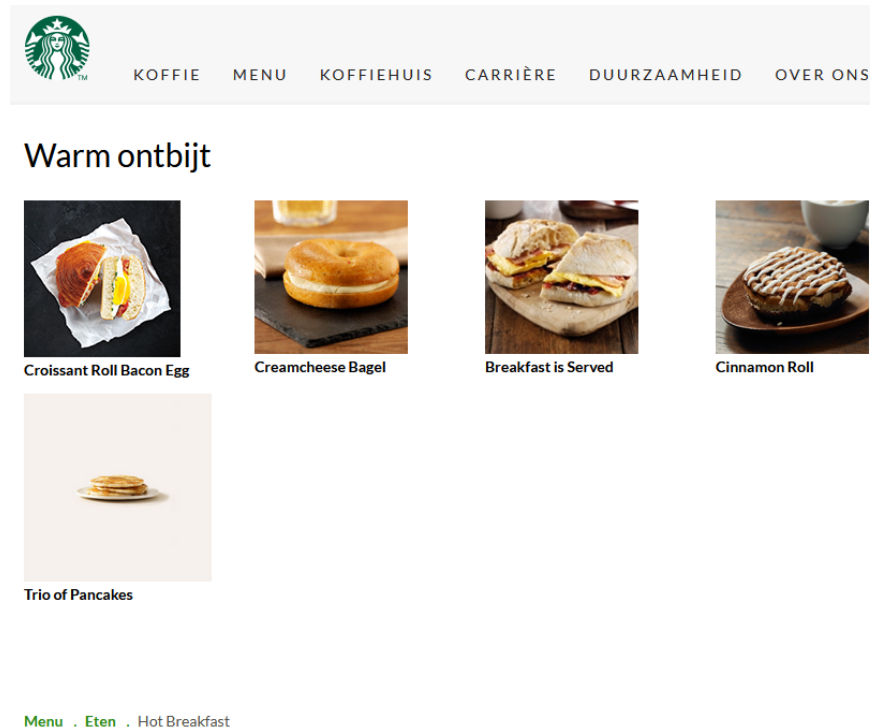 TM
KOFFIE MENU KOFFIEHUIS CARRIÈRE DUURZAAMHEID OVER ONS
Warm ontbijt
Croissant Roll Bacon Egg
Creamcheese Bagel
Breakfast is Served
Cinnamon Roll
Trio of Pancakes
Menu . Eten . Hot Breakfast